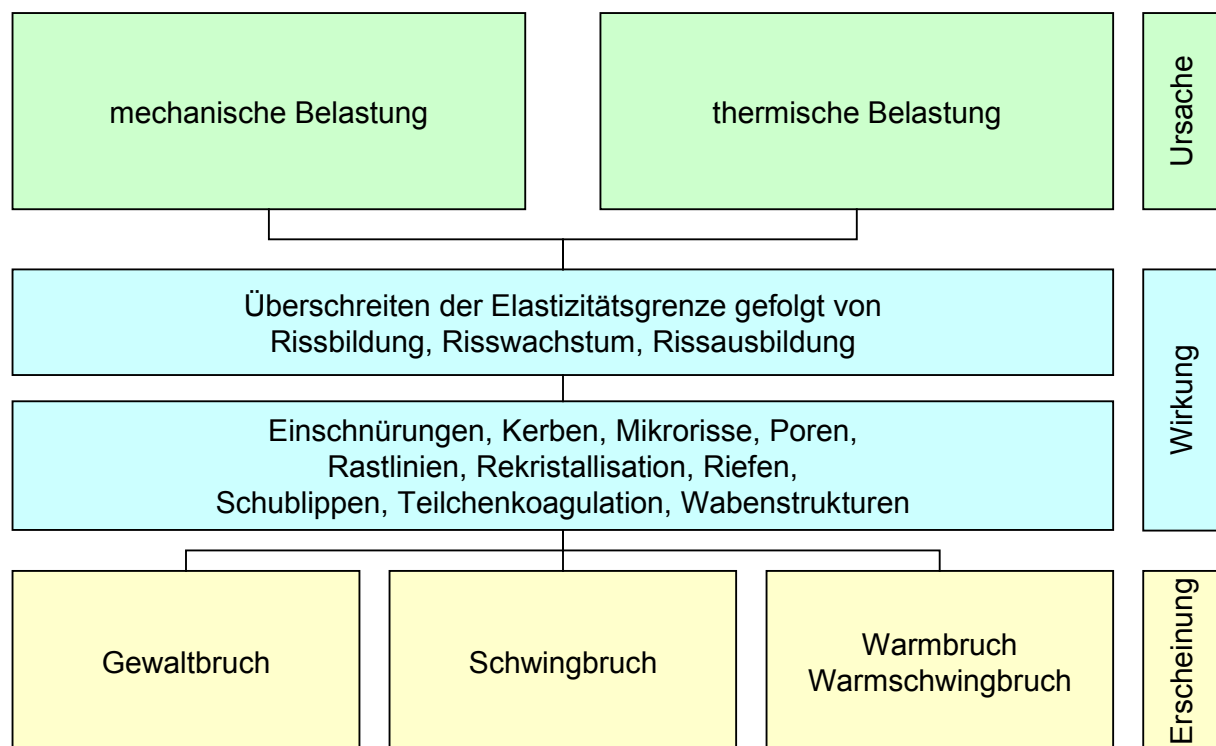 mechanische Belastung
thermische Belastung
Ursache
Überschreiten der Elastizitätsgrenze gefolgt von
Rissbildung, Risswachstum, Rissausbildung
Wirkung
Einschnürungen, Kerben, Mikrorisse, Poren,
Rastlinien, Rekristallisation, Riefen,
Schublippen, Teilchenkoagulation, Wabenstrukturen
Gewaltbruch
Schwingbruch
Warmbruch
Warmschwingbruch
Erscheinung